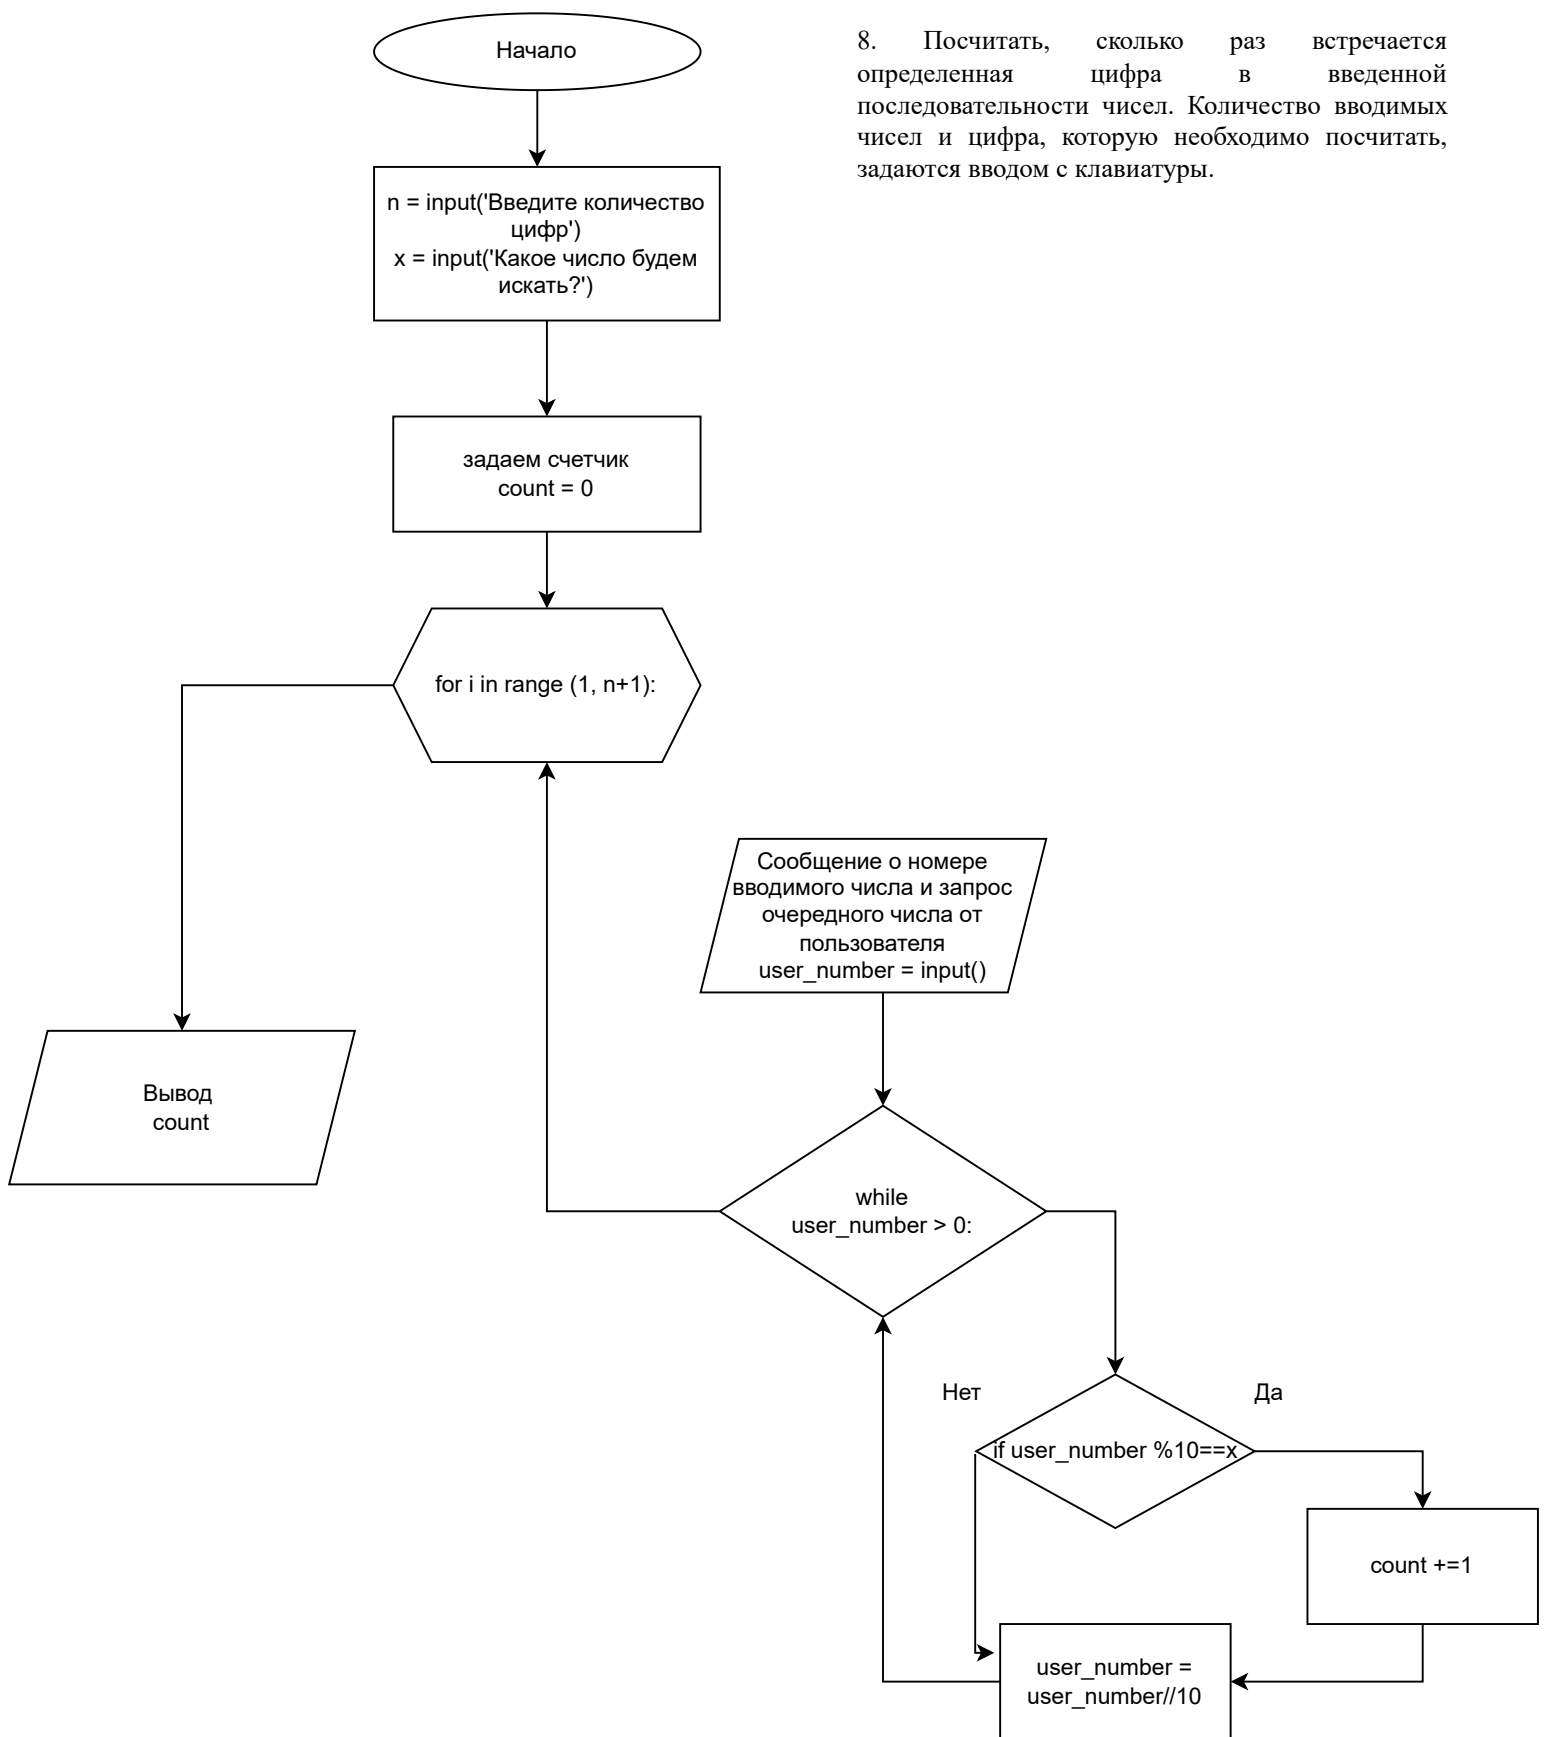 Начало
8. Посчитать, сколько раз встречается
определенная цифра в введенной
последовательности чисел. Количество вводимых
чисел и цифра, которую необходимо посчитать,
задаются вводом с клавиатуры.
n = input('Введите количество
цифр')
x = input('Какое число будем
искать?')
задаем счетчик
count = 0
for i in range (1, n+1):
Сообщение о номере
вводимого числа и запрос
очередного числа от
пользователя
user_number = input()
Вывод
count
while
user_number > 0:
Нет
Да
if user_number %10==x
count +=1
user_number =
user_number//10